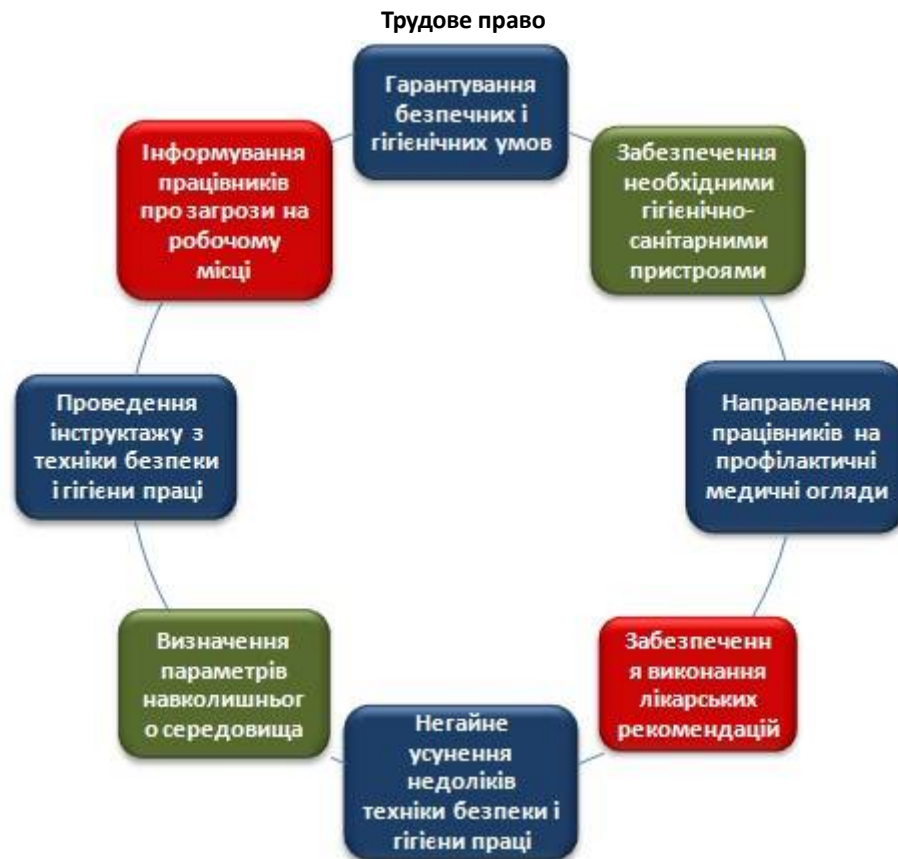 Трудове право
Гарантування
безпечних і
гігієнічних умов
Забезпечення
необхідними
гігієнічно-
санітарними
пристроями
Направлення
працівників на
профілактичні
медичні огляди
Забезпеченн
я виконання
лікарських
рекомендацій
Негайне
усунення
недоліків
техніки безпеки і
гігієни праці
Визначення
параметрів
навколишньог
о середовища
Проведення
інструктажу з
техніки безпеки
і гігієни праці
Інформування
працівників
про загрози на
робочому
місці